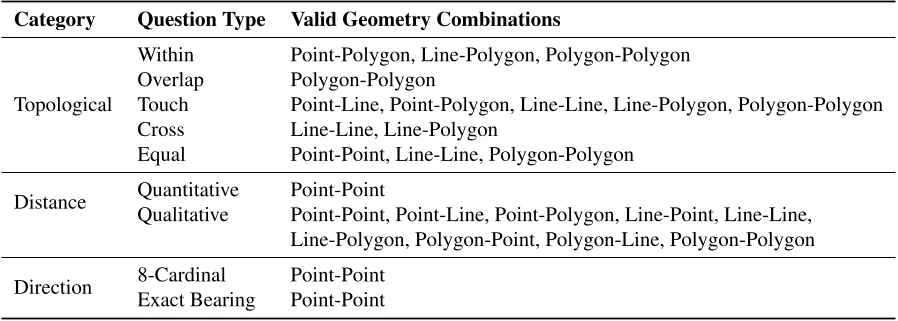 Category Question Type Valid Geometry Combinations
Within Point-Polygon, Line-Polygon, Polygon-Polygon
Overlap Polygon-Polygon
Topological Touch Point-Line, Point-Polygon, Line-Line, Line-Polygon, Polygon-Polygon
Cross Line-Line, Line-Polygon
Equal Point-Point, Line-Line, Polygon-Polygon
Distance
Quantitative Point-Point
Qualitative Point-Point, Point-Line, Point-Polygon, Line-Point, Line-Line,
Line-Polygon, Polygon-Point, Polygon-Line, Polygon-Polygon
Direction
8-Cardinal Point-Point
Exact Bearing Point-Point